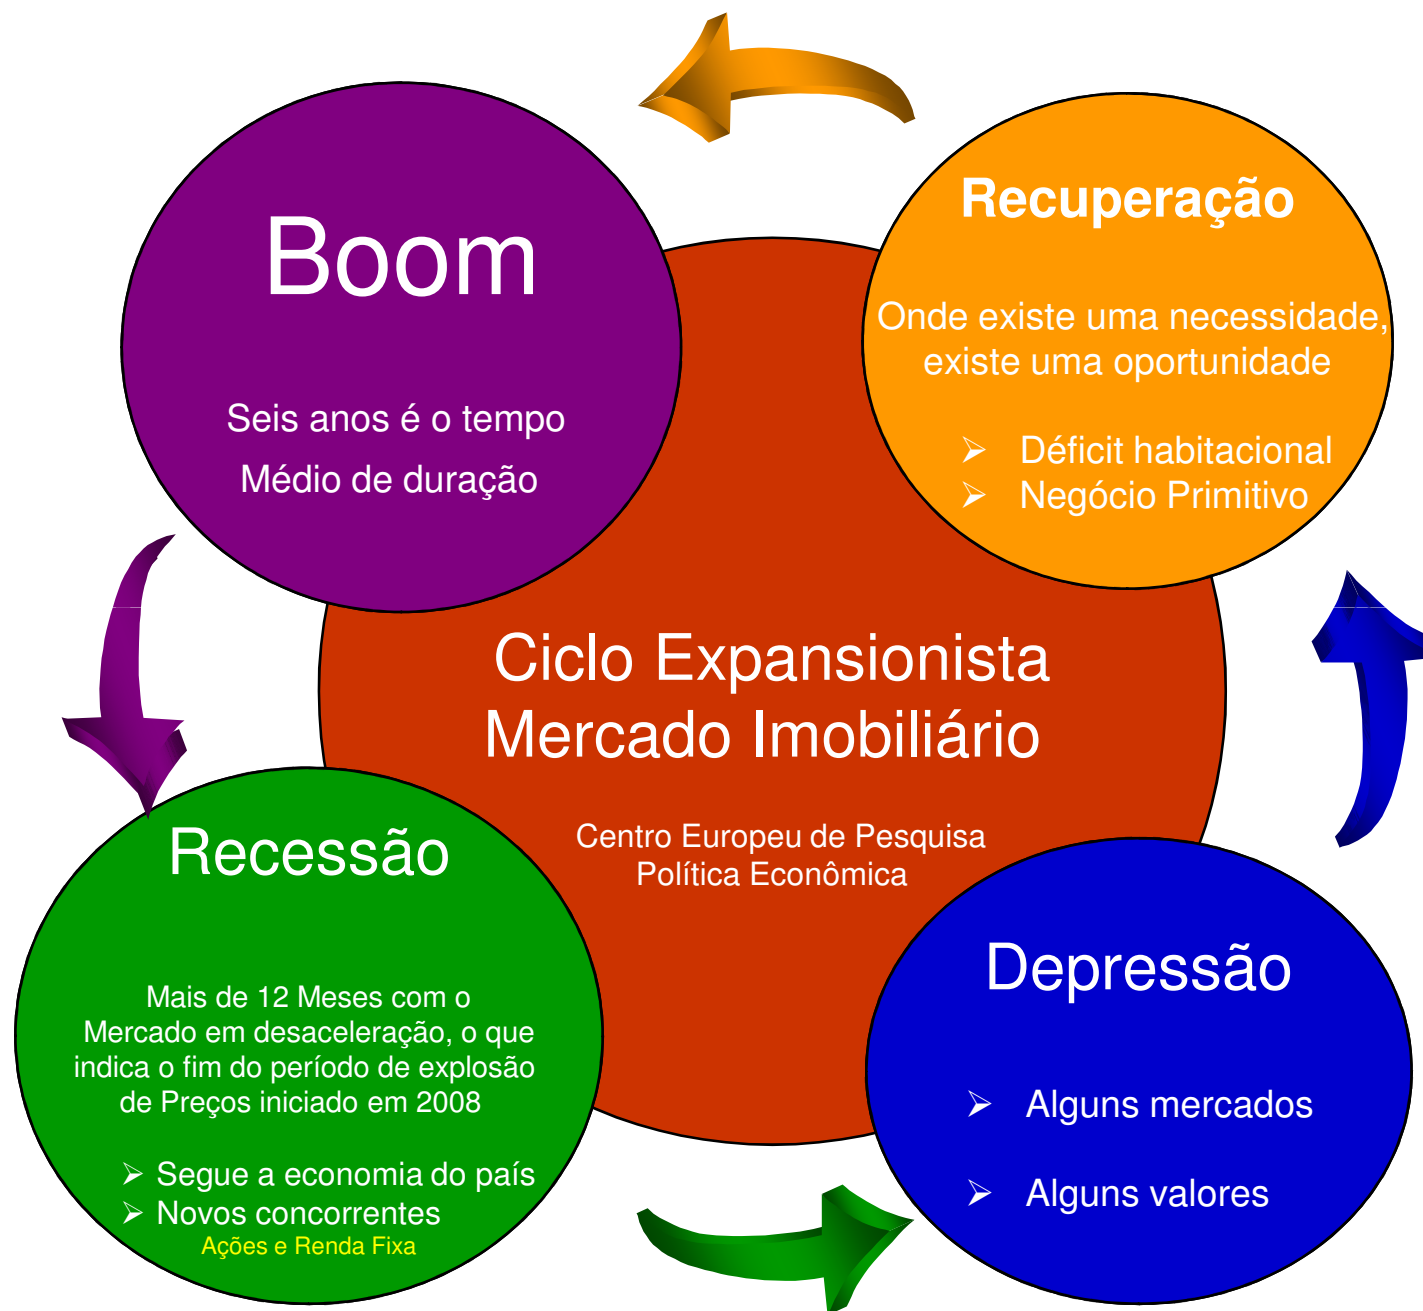 Boom
Seis anos é o tempo
Médio de duração
Recuperação
Onde existe uma necessidade,
existe uma oportunidade
➢ Déficit habitacional
➢ Negócio Primitivo
Ciclo Expansionista
Mercado Imobiliário
Centro Europeu de Pesquisa
Política Econômica
Recessão
Mais de 12 Meses com o
Mercado em desaceleração, o que
indica o fim do período de explosão
de Preços iniciado em 2008
➢ Segue a economia do país
➢ Novos concorrentes
Ações e Renda Fixa
Depressão
➢ Alguns mercados
➢ Alguns valores